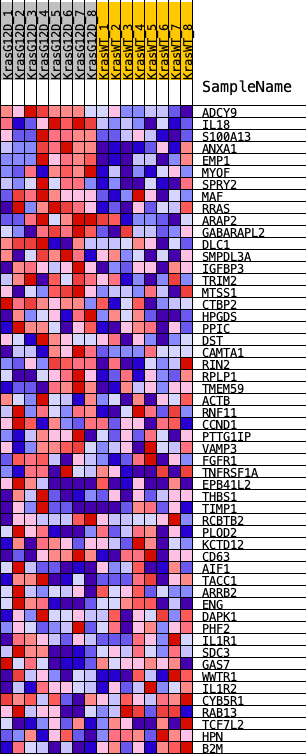 KrasG12D_1
KrasG12D_2
KrasG12D_3
KrasG12D_4
KrasG12D_5
KrasG12D_6
KrasG12D_7
KrasG12D_8
KrasWT_1
KrasWT_2
KrasWT_3
KrasWT_4
KrasWT_5
KrasWT_6
KrasWT_7
KrasWT_8
SampleName
ADCY9
IL18
S100A13
ANXA1
EMP1
MYOF
SPRY2
MAF
RRAS
ARAP2
GABARAPL2
DLC1
SMPDL3A
IGFBP3
TRIM2
MTSS1
CTBP2
HPGDS
PPIC
DST
CAMTA1
RIN2
RPLP1
TMEM59
ACTB
RNF11
CCND1
PTTG1IP
VAMP3
FGFR1
TNFRSF1A
EPB41L2
THBS1
TIMP1
RCBTB2
PLOD2
KCTD12
CD63
AIF1
TACC1
ARRB2
ENG
DAPK1
PHF2
IL1R1
SDC3
GAS7
WWTR1
IL1R2
CYB5R1
RAB13
TCF7L2
HPN
B2M